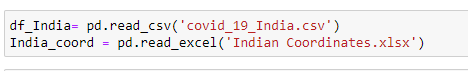 df_India= pd.read_csv('covid_19_India.csv')
India_coord = pd.read_excel('Indian Coordinates.xlsx')